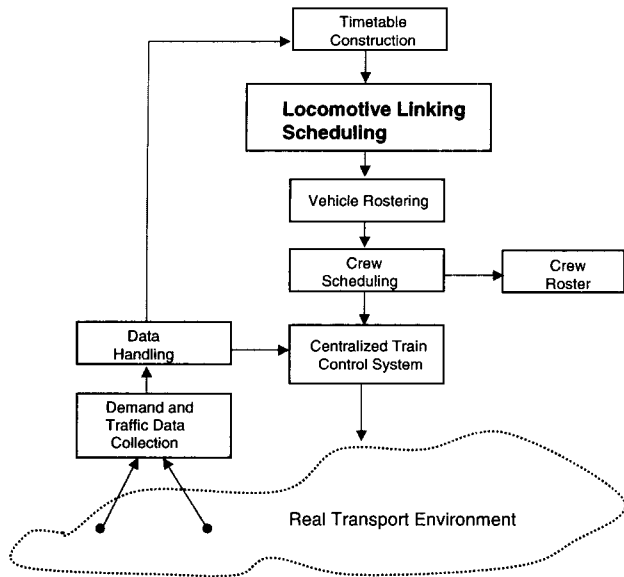 Timetable
Construction
Locomotive Linking
Scheduling
Vehicle Rostering
Crew
Scheduling
Crew
Roster
Data
Handling
Centralized Train
Control System
Demand and
Traffic Data
Collection
Real Transport Environment